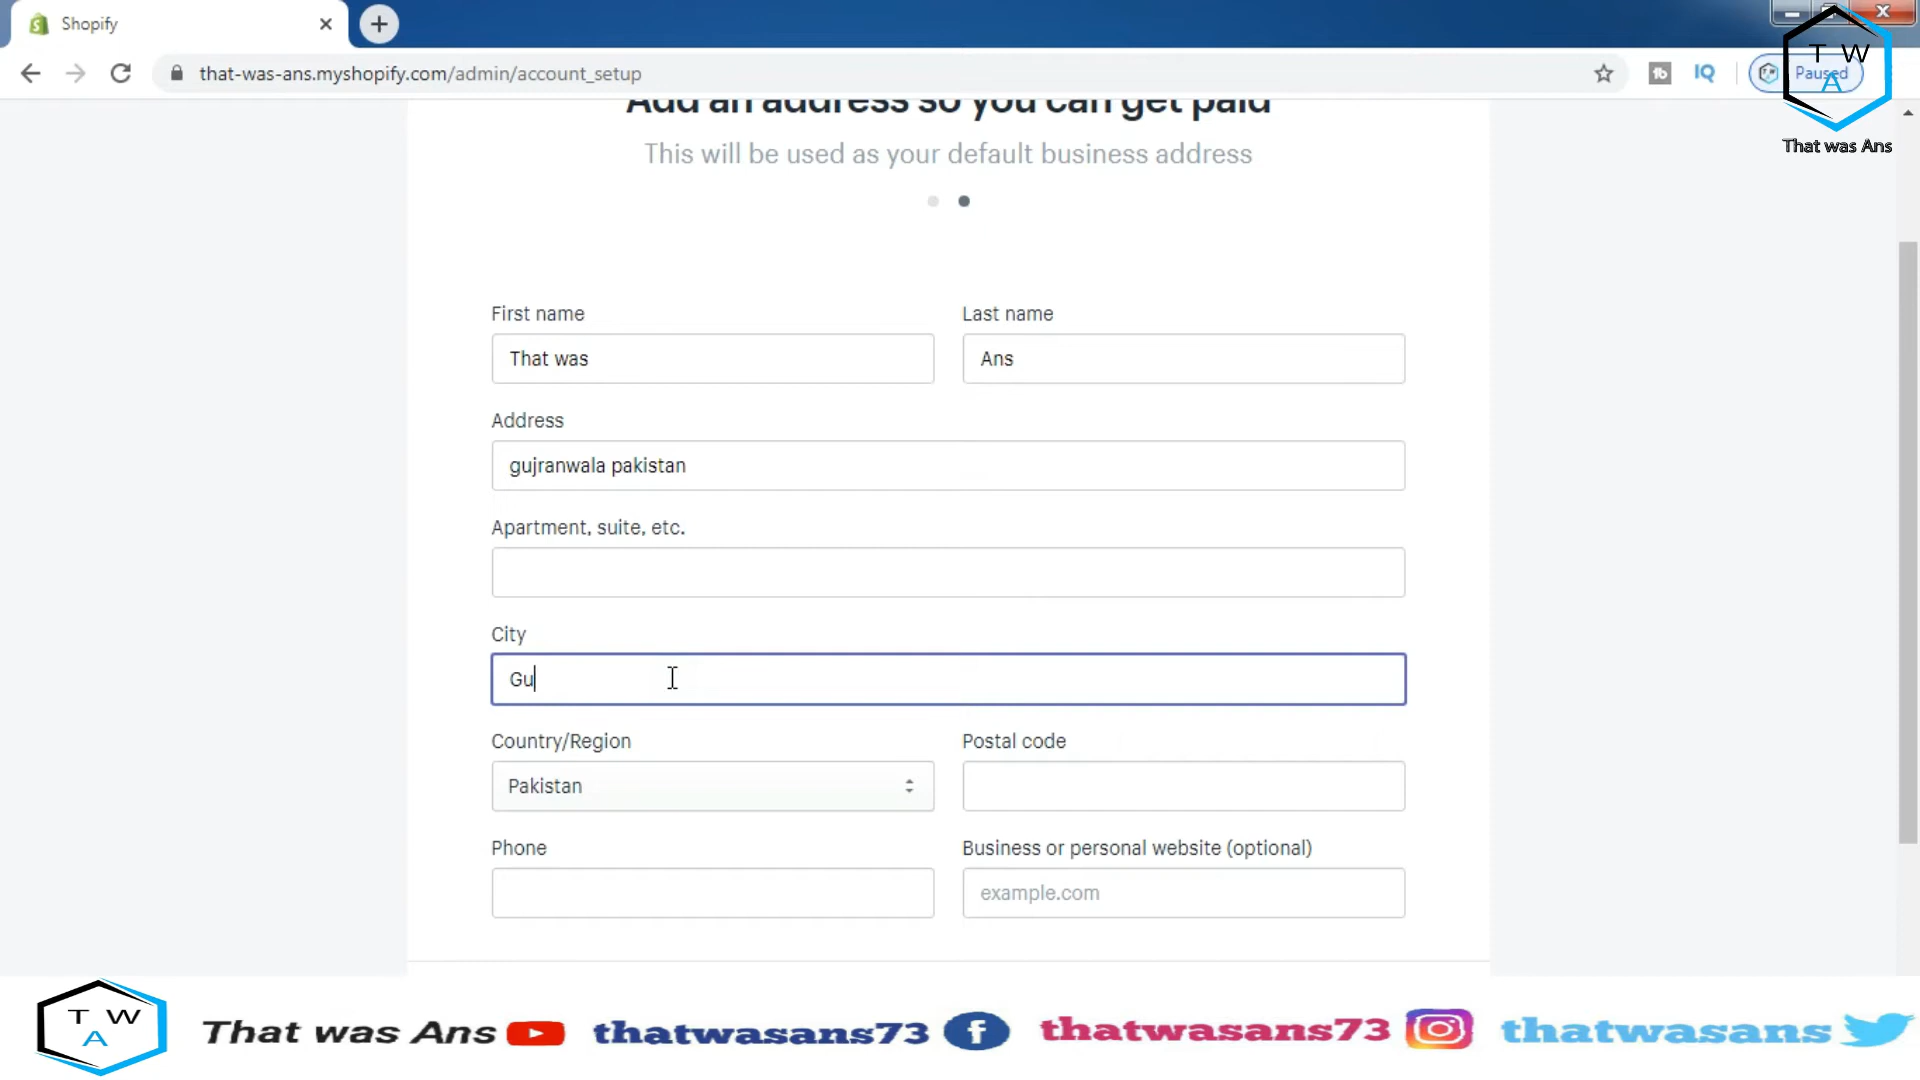 Shopify
that-was-ans.myshopify.com/admin/account_setup
IQ
Paused
T W
A
That was Ans
Add an address so you can get paid
This will be used as your default business address
First name
Last name
That was
Ans
Address
gujranwala pakistan
Apartment, suite, etc.
City
Gu
Country/Region
Postal code
Pakistan
Phone
Business or personal website (optional)
example.com
T W
A
That was Ans
thatwasans73
f
thatwasans73
thatwasans